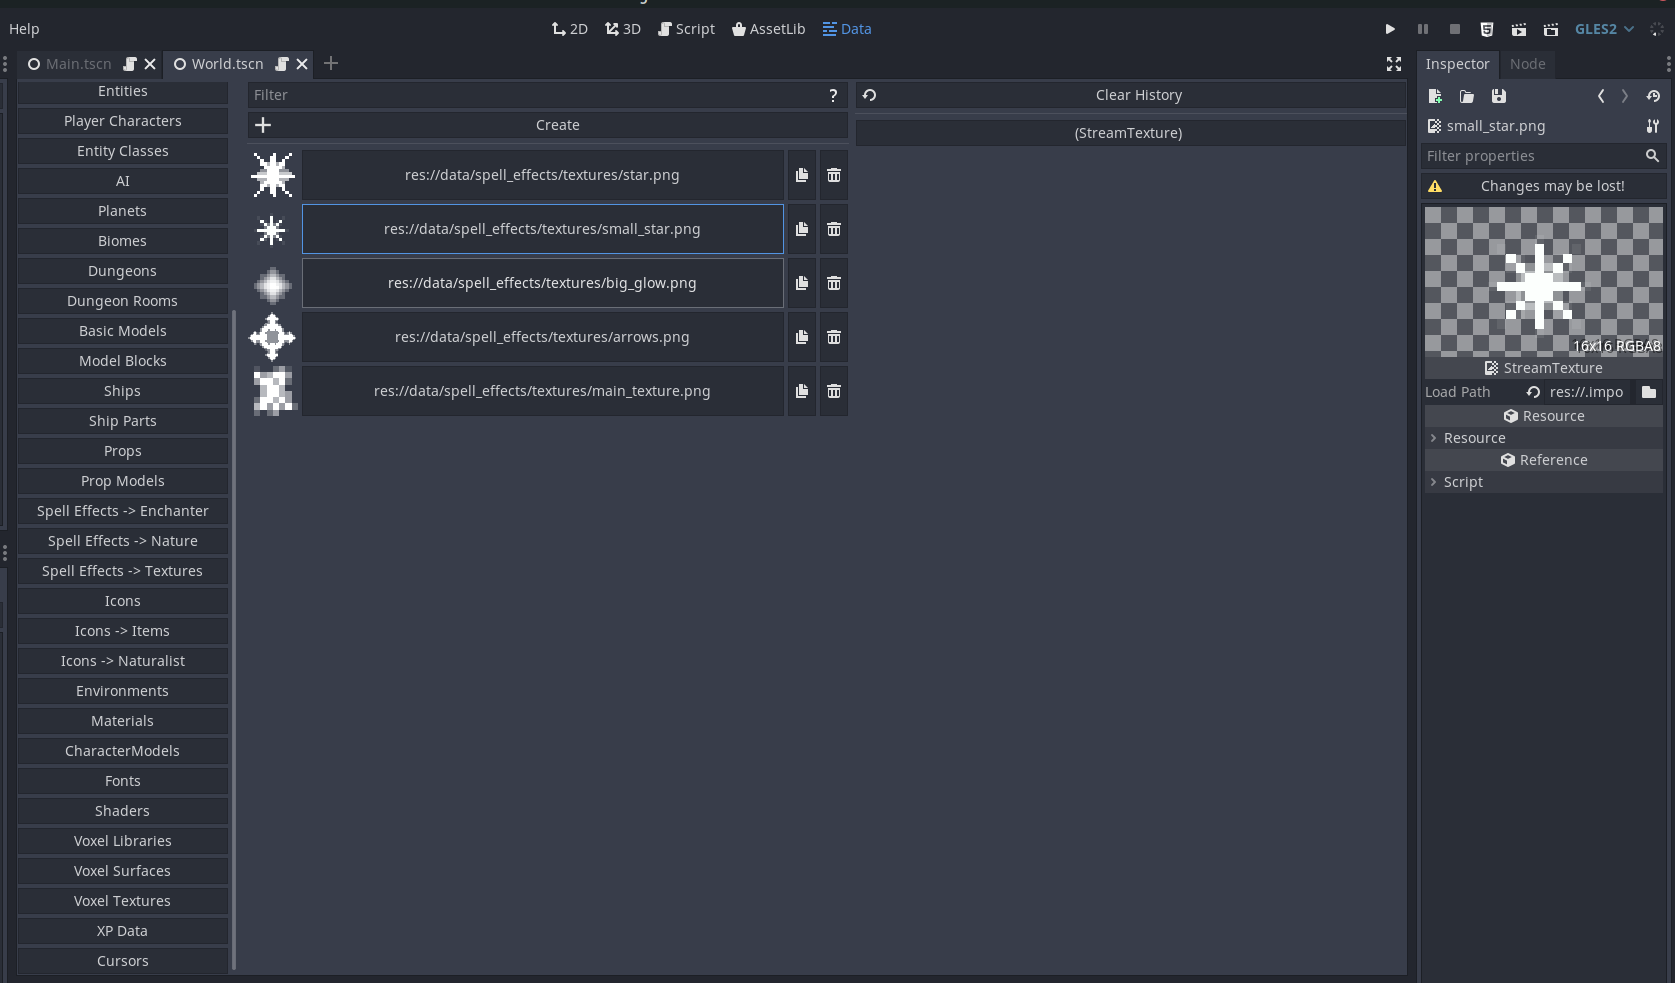 Help
2D
3D
Script
AssetLib
Data
GLES2
Main.tscn
World.tscn
Entities
Player Characters
Entity Classes
AI
Planets
Biomes
Dungeons
Dungeon Rooms
Basic Models
Model Blocks
Ships
Ship Parts
Props
Prop Models
Spell Effects -> Enchanter
Spell Effects -> Nature
Spell Effects -> Textures
Icons
Icons -> Items
Icons -> Naturalist
Environments
Materials
CharacterModels
Fonts
Shaders
Voxel Libraries
Voxel Surfaces
Voxel Textures
XP Data
Cursors
Filter
?
Create
res://data/spell_effects/textures/star.png
res://data/spell_effects/textures/small_star.png
res://data/spell_effects/textures/big_glow.png
res://data/spell_effects/textures/arrows.png
res://data/spell_effects/textures/main_texture.png
Clear History
(StreamTexture)
Inspector
Node
small_star.png
Filter properties
Changes may be lost!
16x16 RGBA8
StreamTexture
Load Path
res://.impo
Resource
Resource
Reference
Script